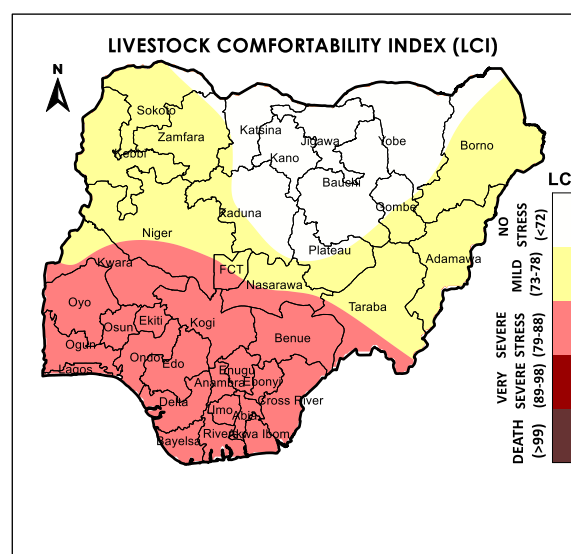 LIVESTOCK COMFORTABILITY INDEX (LCI)
N
Sokoto
Zamfara
Kebbi
Katsina
Jigawa
Yobe
Kano
Borno
Bauchi
Gombe
Kaduna
Niger
Plateau
Adamawa
Kwara
FCT
Nasarawa
Taraba
Oyo
Osun
Ekiti
Kogi
Benue
Ogun
Ondo
Edo
Lagos
Enugu
Anambra
Ebonyi
Delta
Imo
Abia
Cross River
Bayelsa
Rivers
Akwa Ibom
LC
NO
STRESS
(<72)
MILD
STRESS
(73-78)
SEVERE
STRESS
(79-88)
VERY
SEVERE
(89-98)
DEATH
(>99)